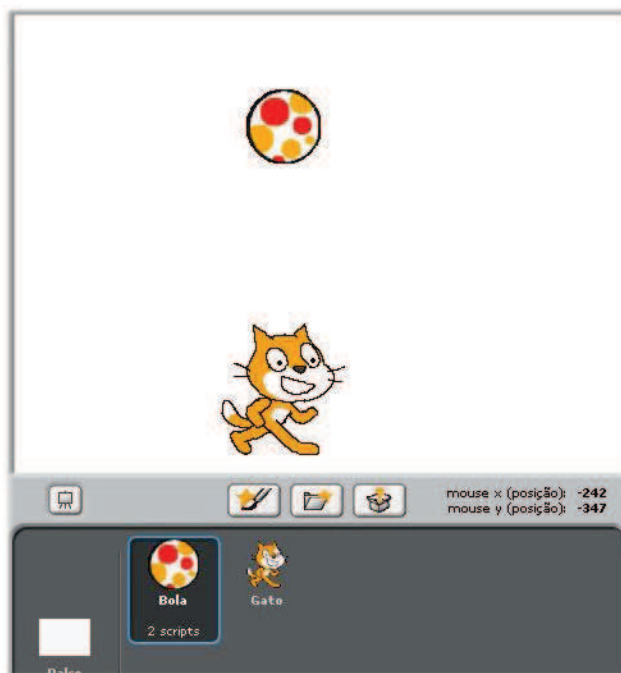 mouse x (posição): -242
mouse y (posição): -347
Bola
Gato
2 scripts